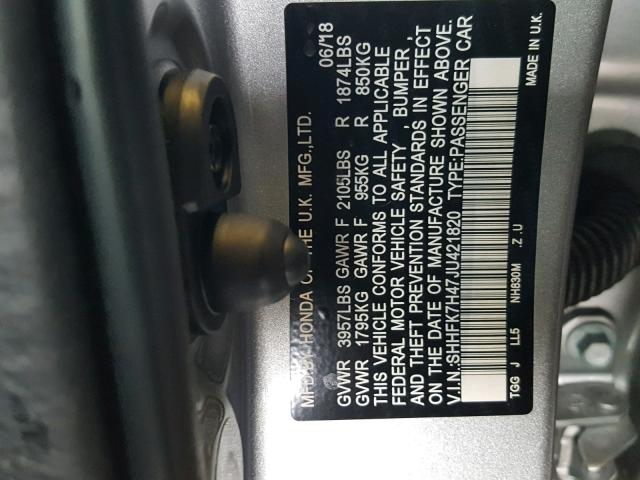 MFD.BY HONDA OF THE U.K. MFG.,LTD. 06/18
GVWR 3957LBS GAWR F 2105LBS R 1874LBS
GVWR 1795KG GAWR F 955KG R 850KG
THIS VEHICLE CONFORMS TO ALL APPLICABLE
FEDERAL MOTOR VEHICLE SAFETY , BUMPER ,
AND THEFT PREVENTION STANDARDS IN EFFECT
ON THE DATE OF MANUFACTURE SHOWN ABOVE.
V.I.N.:SHHFK7H47JU421820 TYPE:PASSENGER CAR
TGG J LL5 NH830M .Z .U MADE IN U.K.